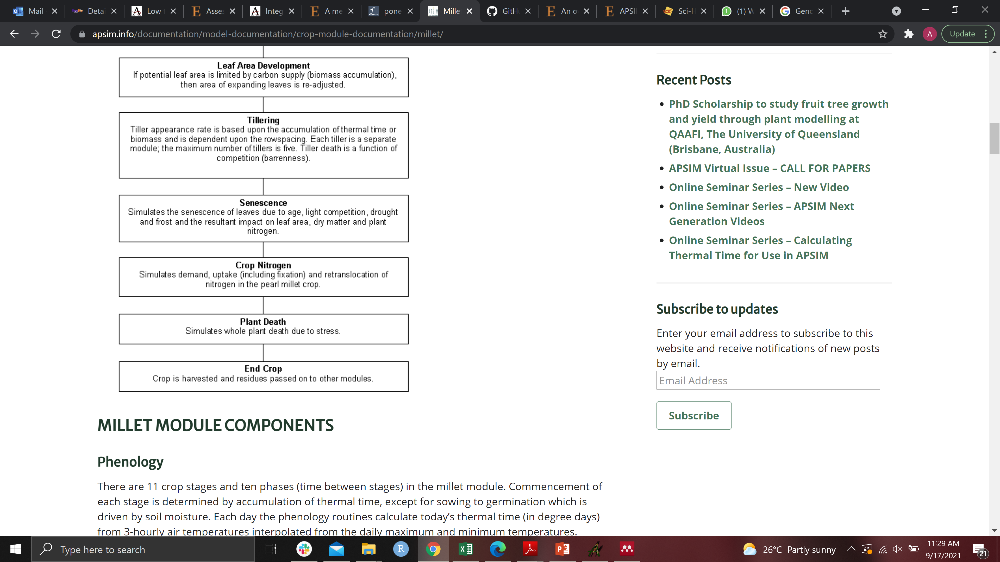 Mail
Detai
Low t
Asses
Integ
A me
pone
Mille
GitHu
An o
APSI
Sci-H
(1) W
Geno
apsim.info/documentation/model-documentation/crop-module-documentation/millet/
A
Update
Leaf Area Development
If potential leaf area is limited by carbon supply (biomass accumulation),
then area of expanding leaves is re-adjusted.
Tillering
Tiller appearance rate is based upon the accumulation of thermal time or
biomass and is dependent upon the rowspacing. Each tiller is a separate
module; the maximum number of tillers is five. Tiller death is a function of
competition (barrenness).
Senescence
Simulates the senescence of leaves due to age, light competition, drought
and frost and the resultant impact on leaf area, dry matter and plant
nitrogen.
Crop Nitrogen
Simulates demand, uptake (including fixation) and retranslocation of
nitrogen in the pearl millet crop.
Plant Death
Simulates whole plant death due to stress.
End Crop
Crop is harvested and residues passed on to other modules.
MILLET MODULE COMPONENTS
Phenology
There are 11 crop stages and ten phases (time between stages) in the millet module. Commencement of
each stage is determined by accumulation of thermal time, except for sowing to germination which is
driven by soil moisture. Each day the phenology routines calculate today’s thermal time (in degree days)
from 3-hourly air temperatures interpolated from the daily maximum and minimum temperatures.
Recent Posts
PhD Scholarship to study fruit tree growth
and yield through plant modelling at
QAAFI, The University of Queensland
(Brisbane, Australia)
APSIM Virtual Issue – CALL FOR PAPERS
Online Seminar Series – New Video
Online Seminar Series – APSIM Next
Generation Videos
Online Seminar Series – Calculating
Thermal Time for Use in APSIM
Subscribe to updates
Enter your email address to subscribe to this
website and receive notifications of new posts
by email.
Email Address
Subscribe
Type here to search
26°C Partly sunny
11:29 AM
9/17/2021
21